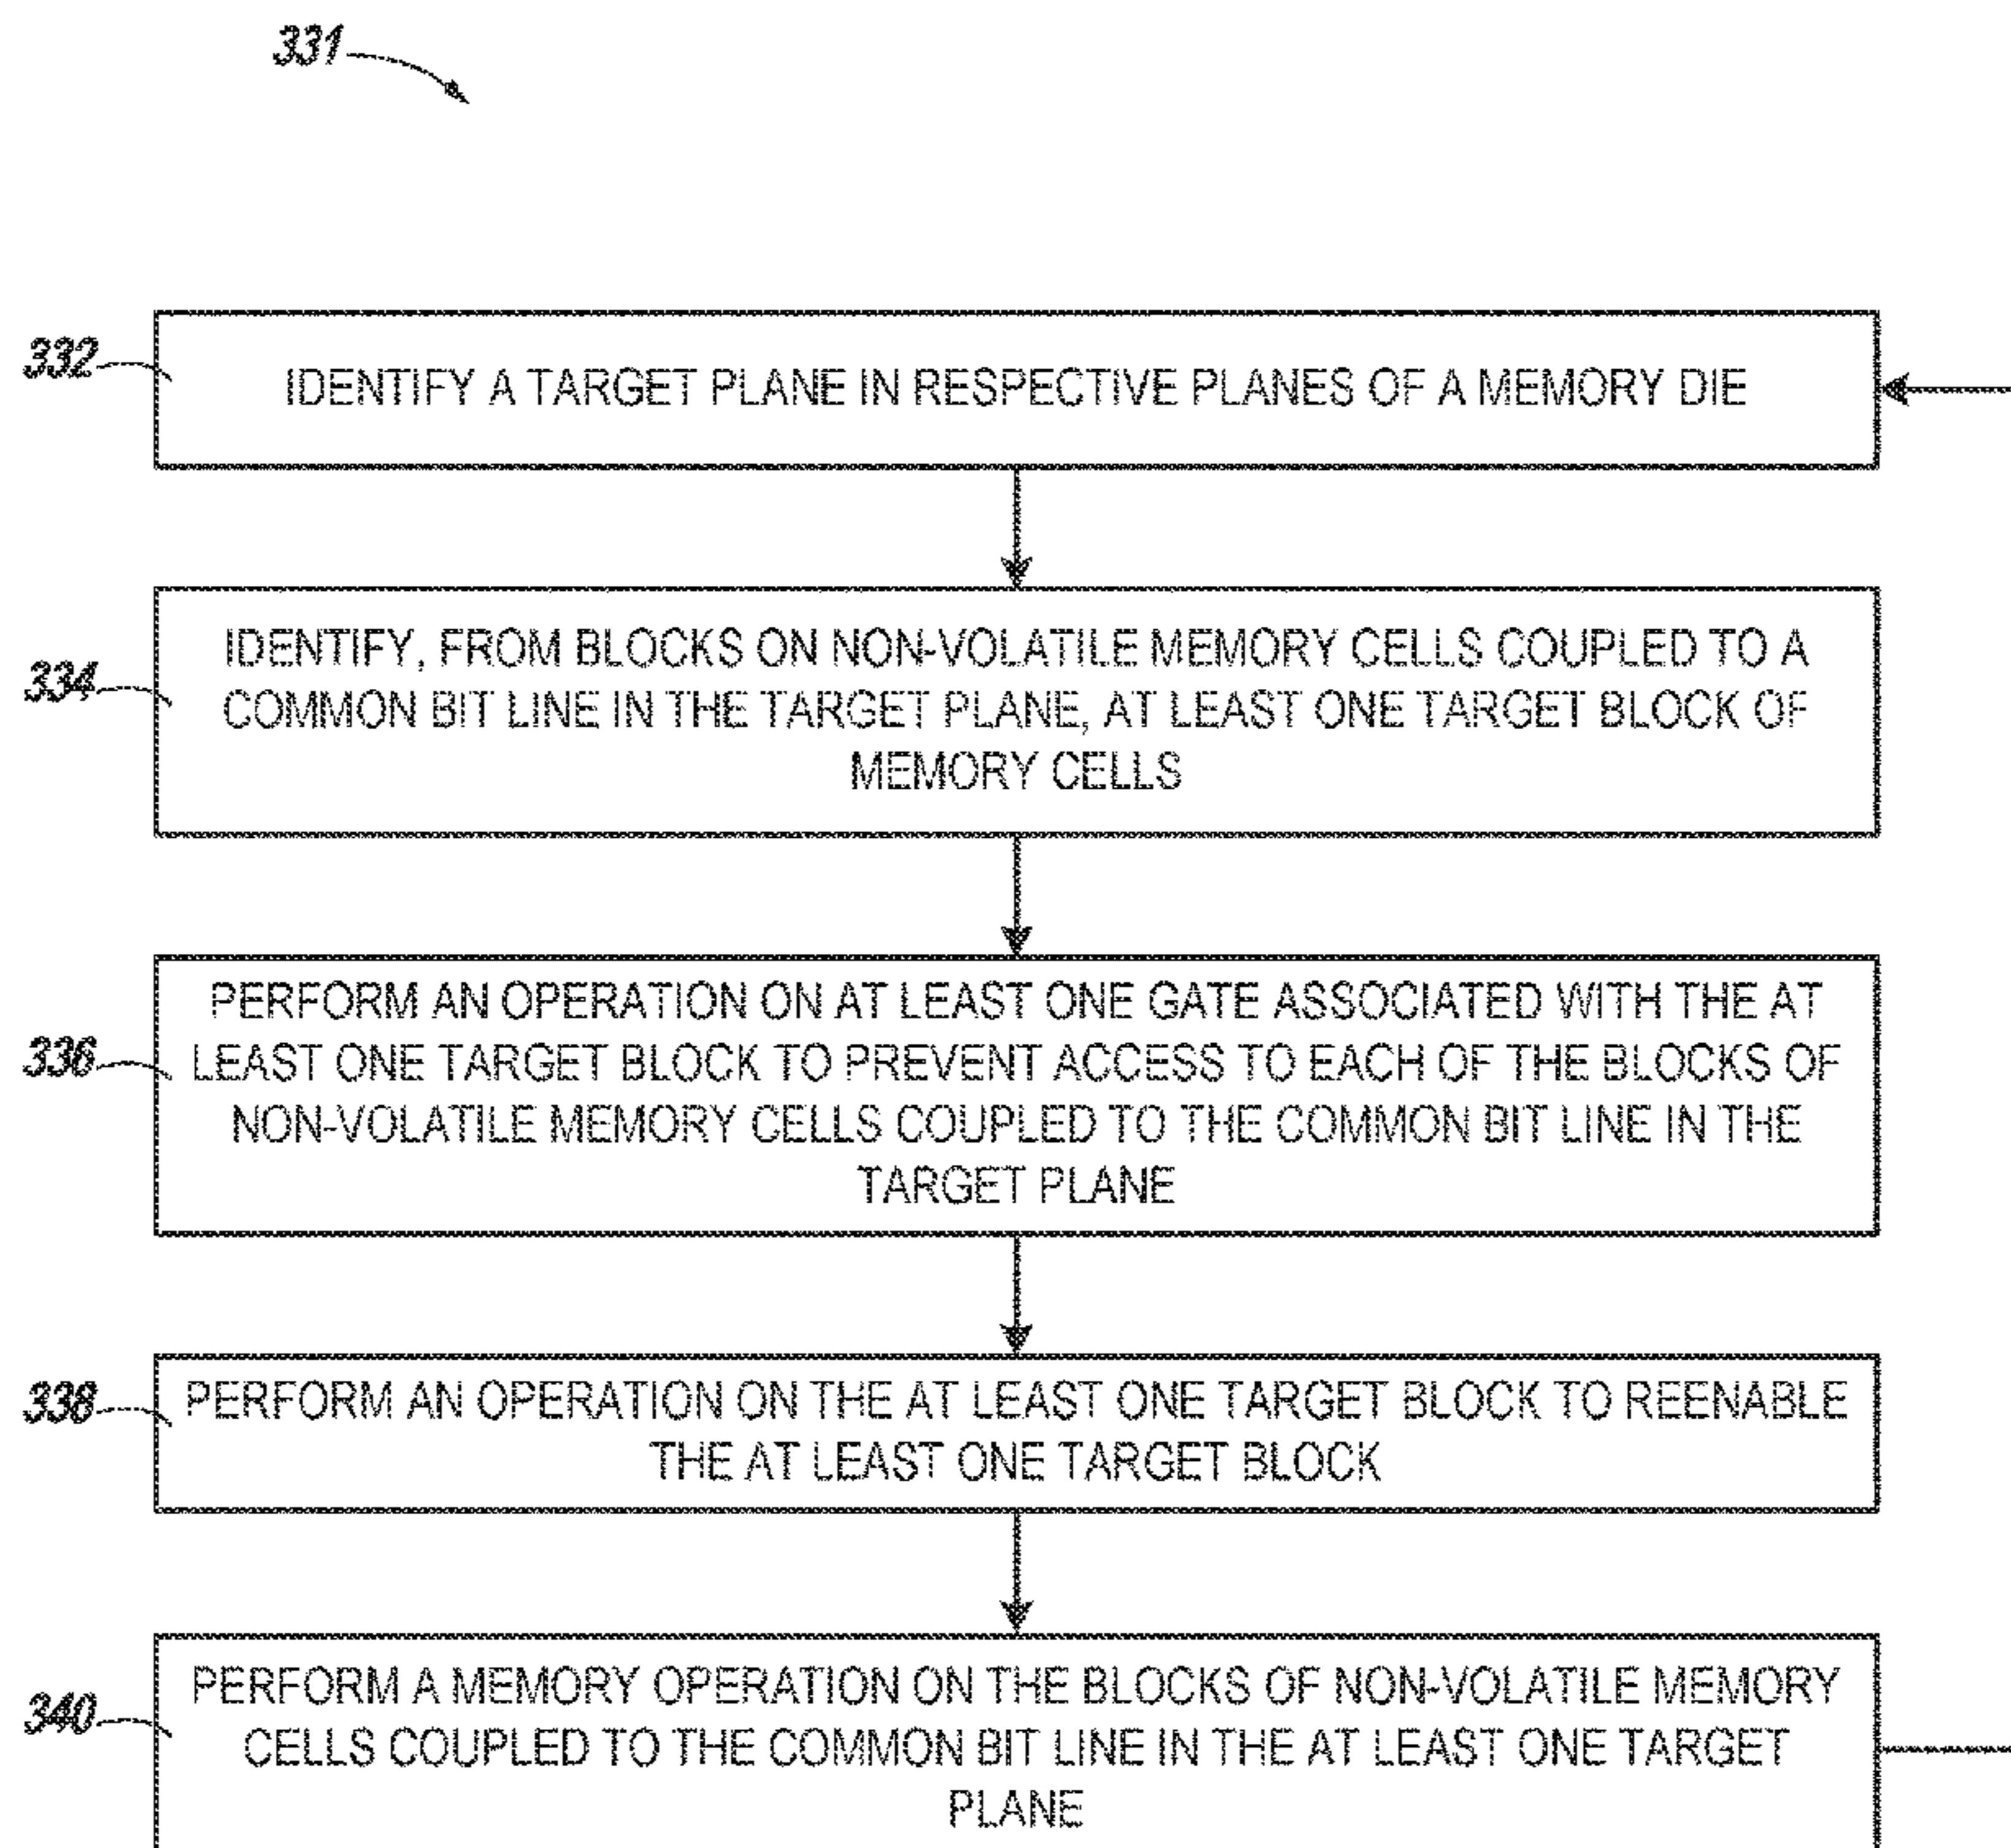 331
332
IDENTIFY A TARGET PLANE IN RESPECTIVE PLANES OF A MEMORY DIE
334
IDENTIFY, FROM BLOCKS ON NON-VOLATILE MEMORY CELLS COUPLED TO A
COMMON BIT LINE IN THE TARGET PLANE, AT LEAST ONE TARGET BLOCK OF
MEMORY CELLS
336
PERFORM AN OPERATION ON AT LEAST ONE GATE ASSOCIATED WITH THE AT
LEAST ONE TARGET BLOCK TO PREVENT ACCESS TO EACH OF THE BLOCKS OF
NON-VOLATILE MEMORY CELLS COUPLED TO THE COMMON BIT LINE IN THE
TARGET PLANE
338
PERFORM AN OPERATION ON THE AT LEAST ONE TARGET BLOCK TO REENABLE
THE AT LEAST ONE TARGET BLOCK
340
PERFORM A MEMORY OPERATION ON THE BLOCKS OF NON-VOLATILE MEMORY
CELLS COUPLED TO THE COMMON BIT LINE IN THE AT LEAST ONE TARGET
PLANE